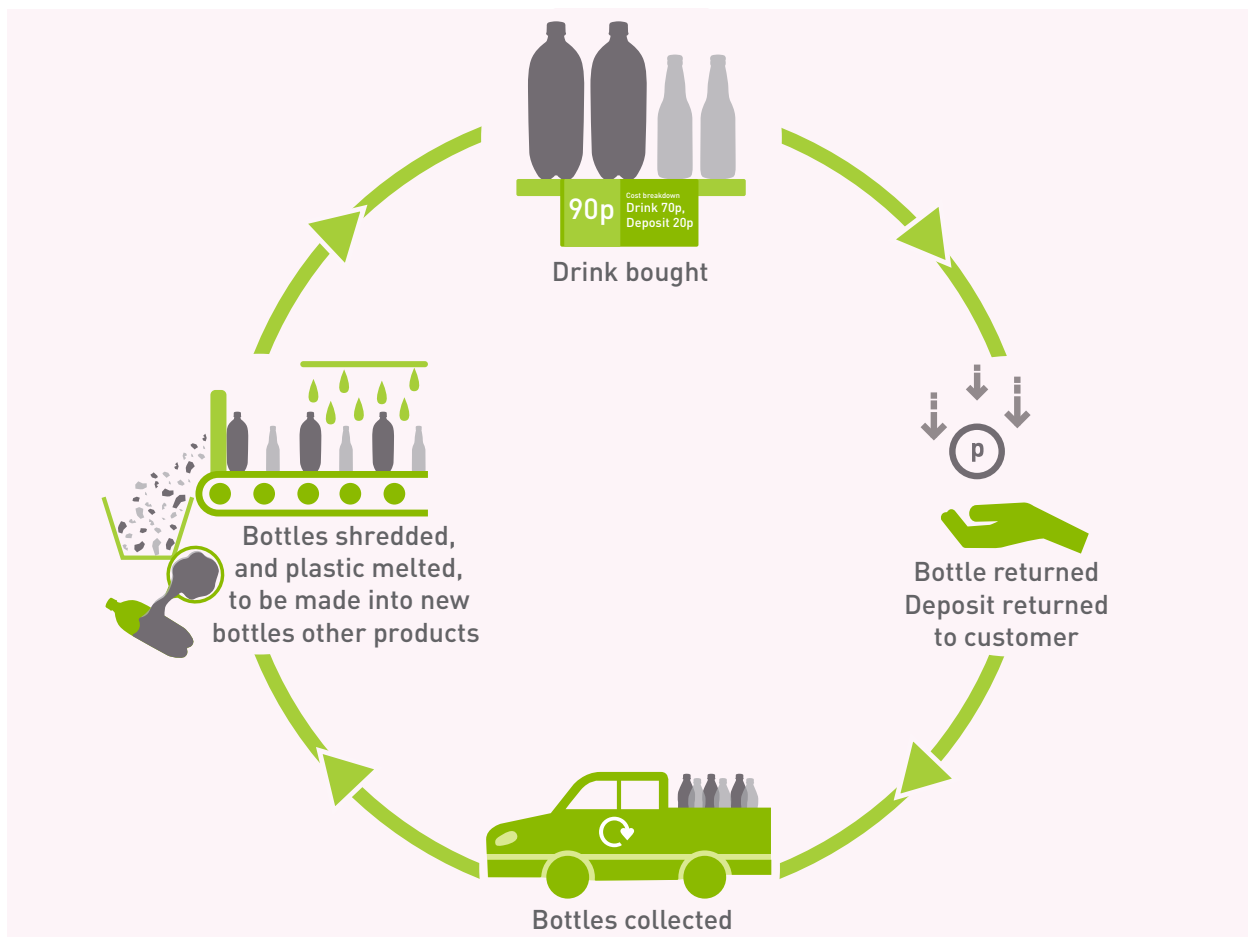 90p
Cost breakdown
Drink 70p,
Deposit 20p
Drink bought
p
Bottle returned
Deposit returned
to customer
Bottles collected
Bottles shredded,
and plastic melted,
to be made into new
bottles other products